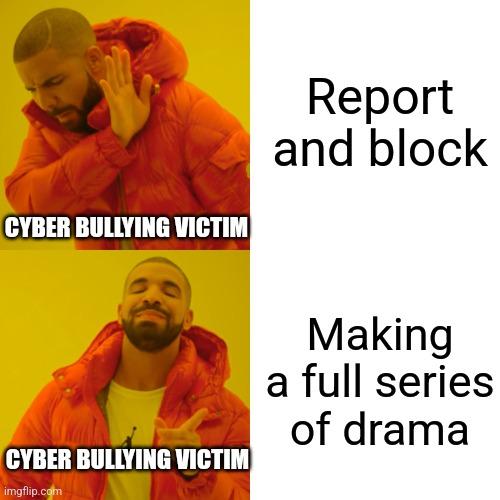 Report
and block
CYBER BULLYING VICTIM
Making
a full series
of drama
CYBER BULLYING VICTIM
imgflip.com